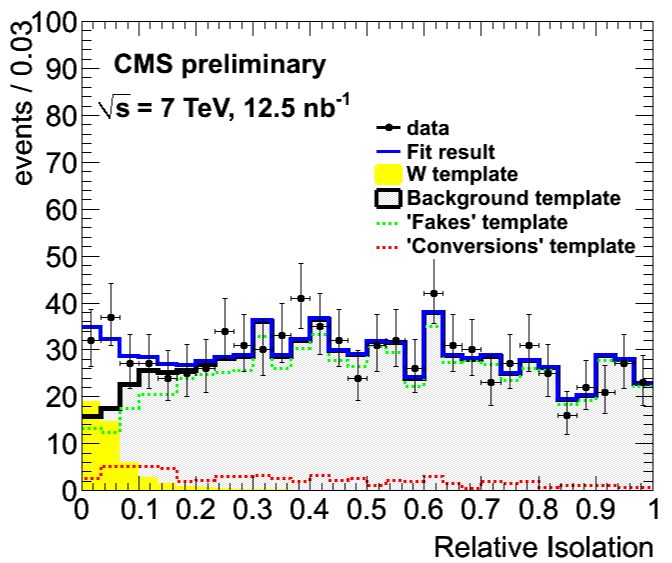 events / 0.03
100
90
80
70
60
50
40
30
20
10
0
CMS preliminary
√s = 7 TeV, 12.5 nb⁻¹
data
Fit result
W template
Background template
'Fakes' template
'Conversions' template
0 0.1 0.2 0.3 0.4 0.5 0.6 0.7 0.8 0.9 1
Relative Isolation